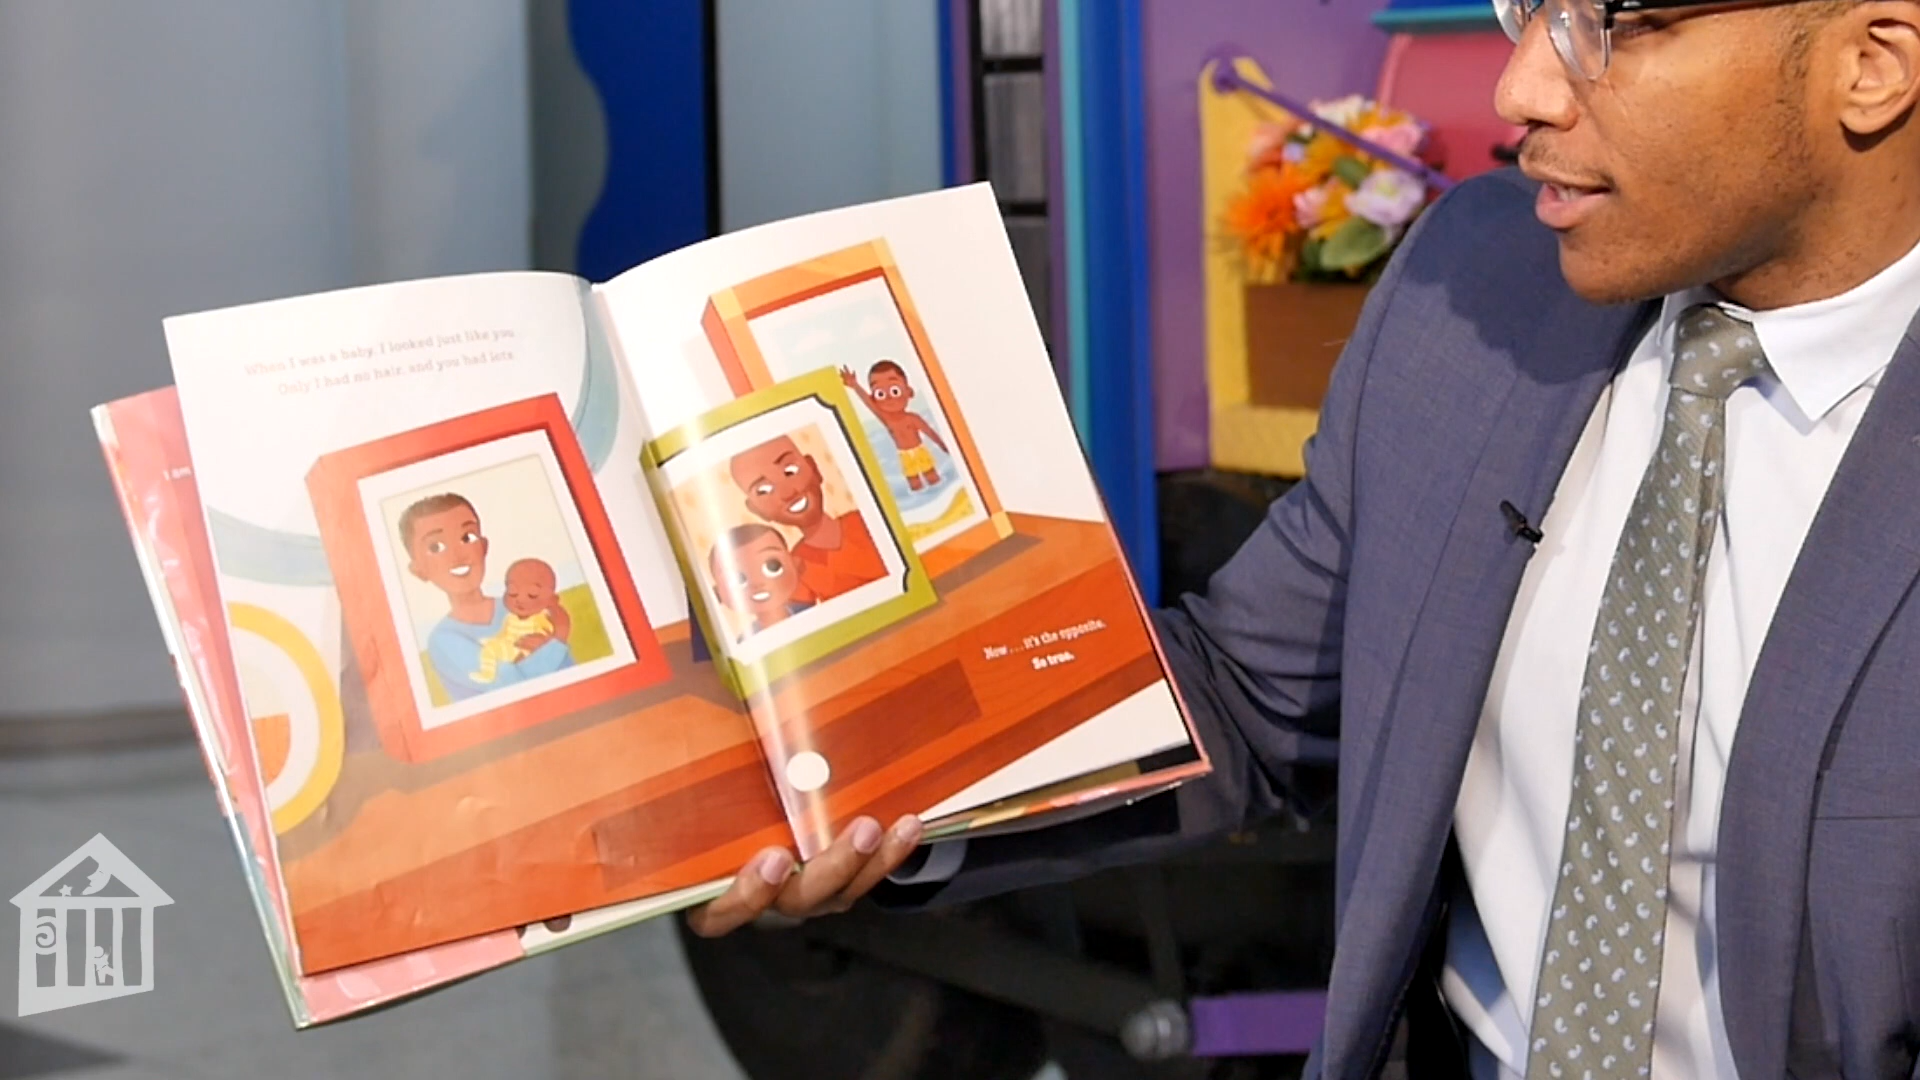 When I was a baby, I looked just like you
Only I had no hair, and you had lots
I am
Now . . . it's the opposite.
So true.